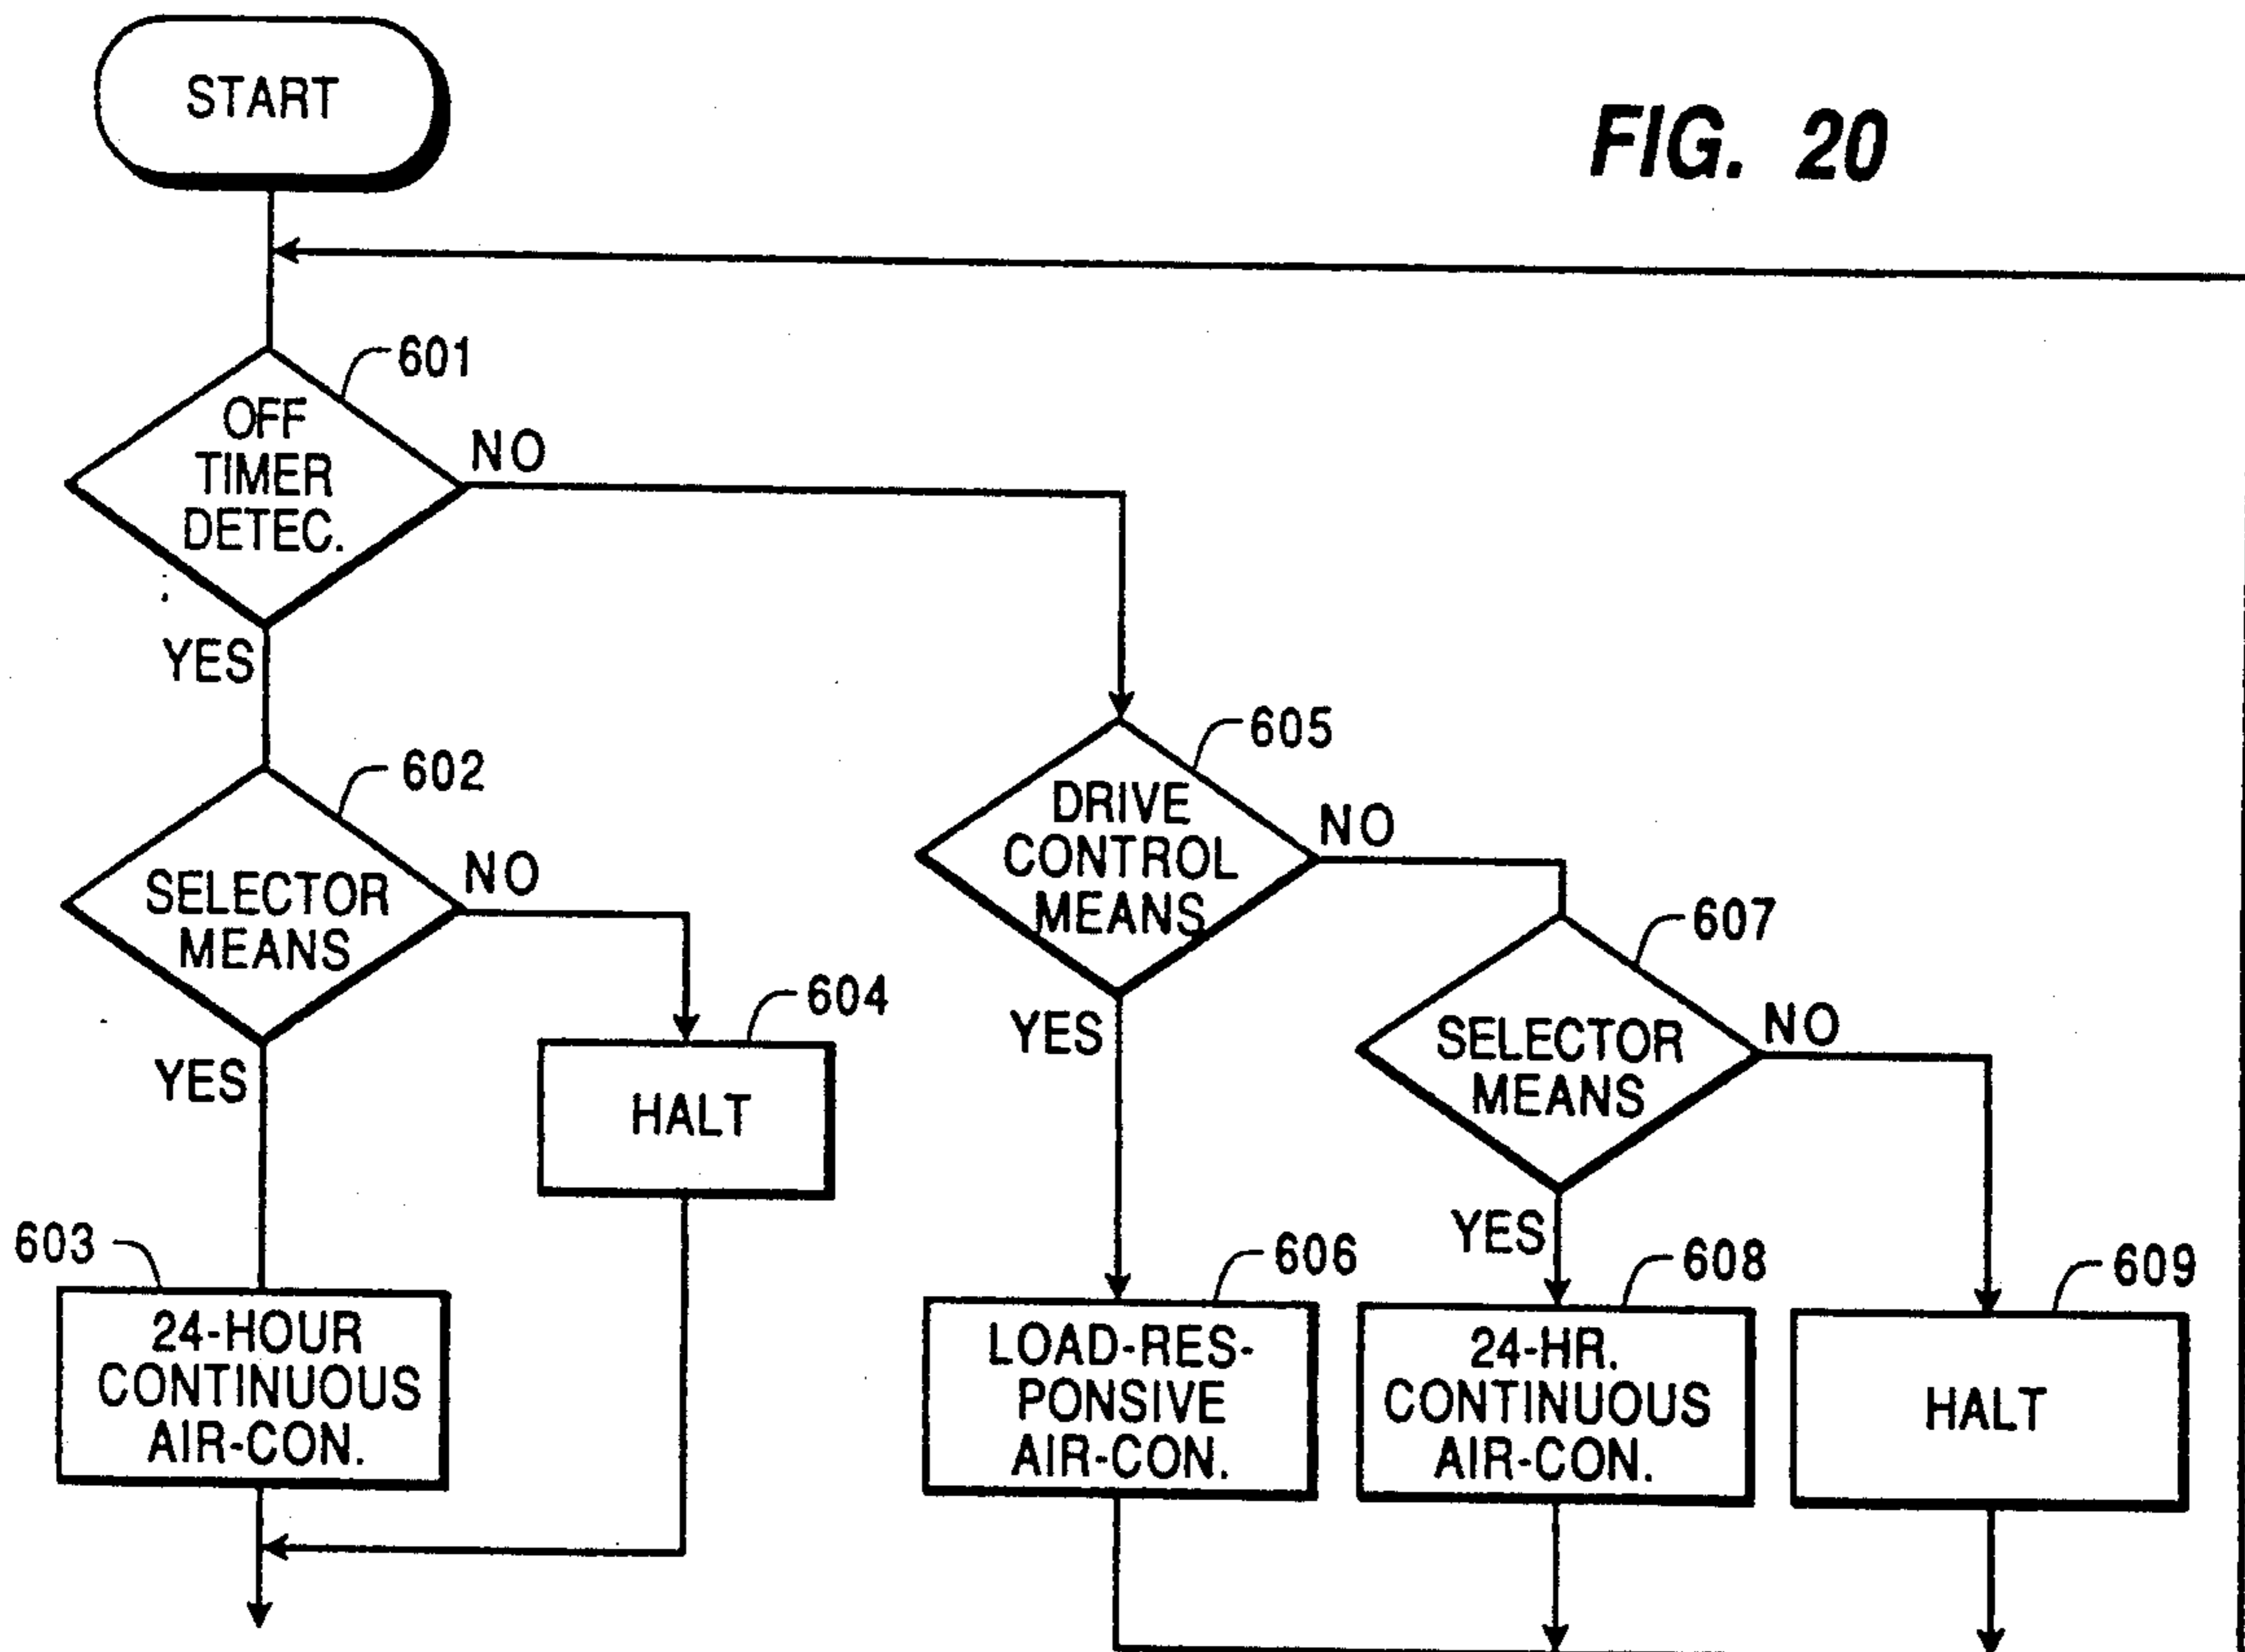 START
FIG. 20
601
OFF
TIMER
DETEC.
NO
YES
602
SELECTOR
MEANS
NO
YES
604
HALT
603
24-HOUR
CONTINUOUS
AIR-CON.
605
DRIVE
CONTROL
MEANS
NO
YES
606
LOAD-RES-
PONSIVE
AIR-CON.
607
SELECTOR
MEANS
NO
YES
608
24-HR.
CONTINUOUS
AIR-CON.
609
HALT